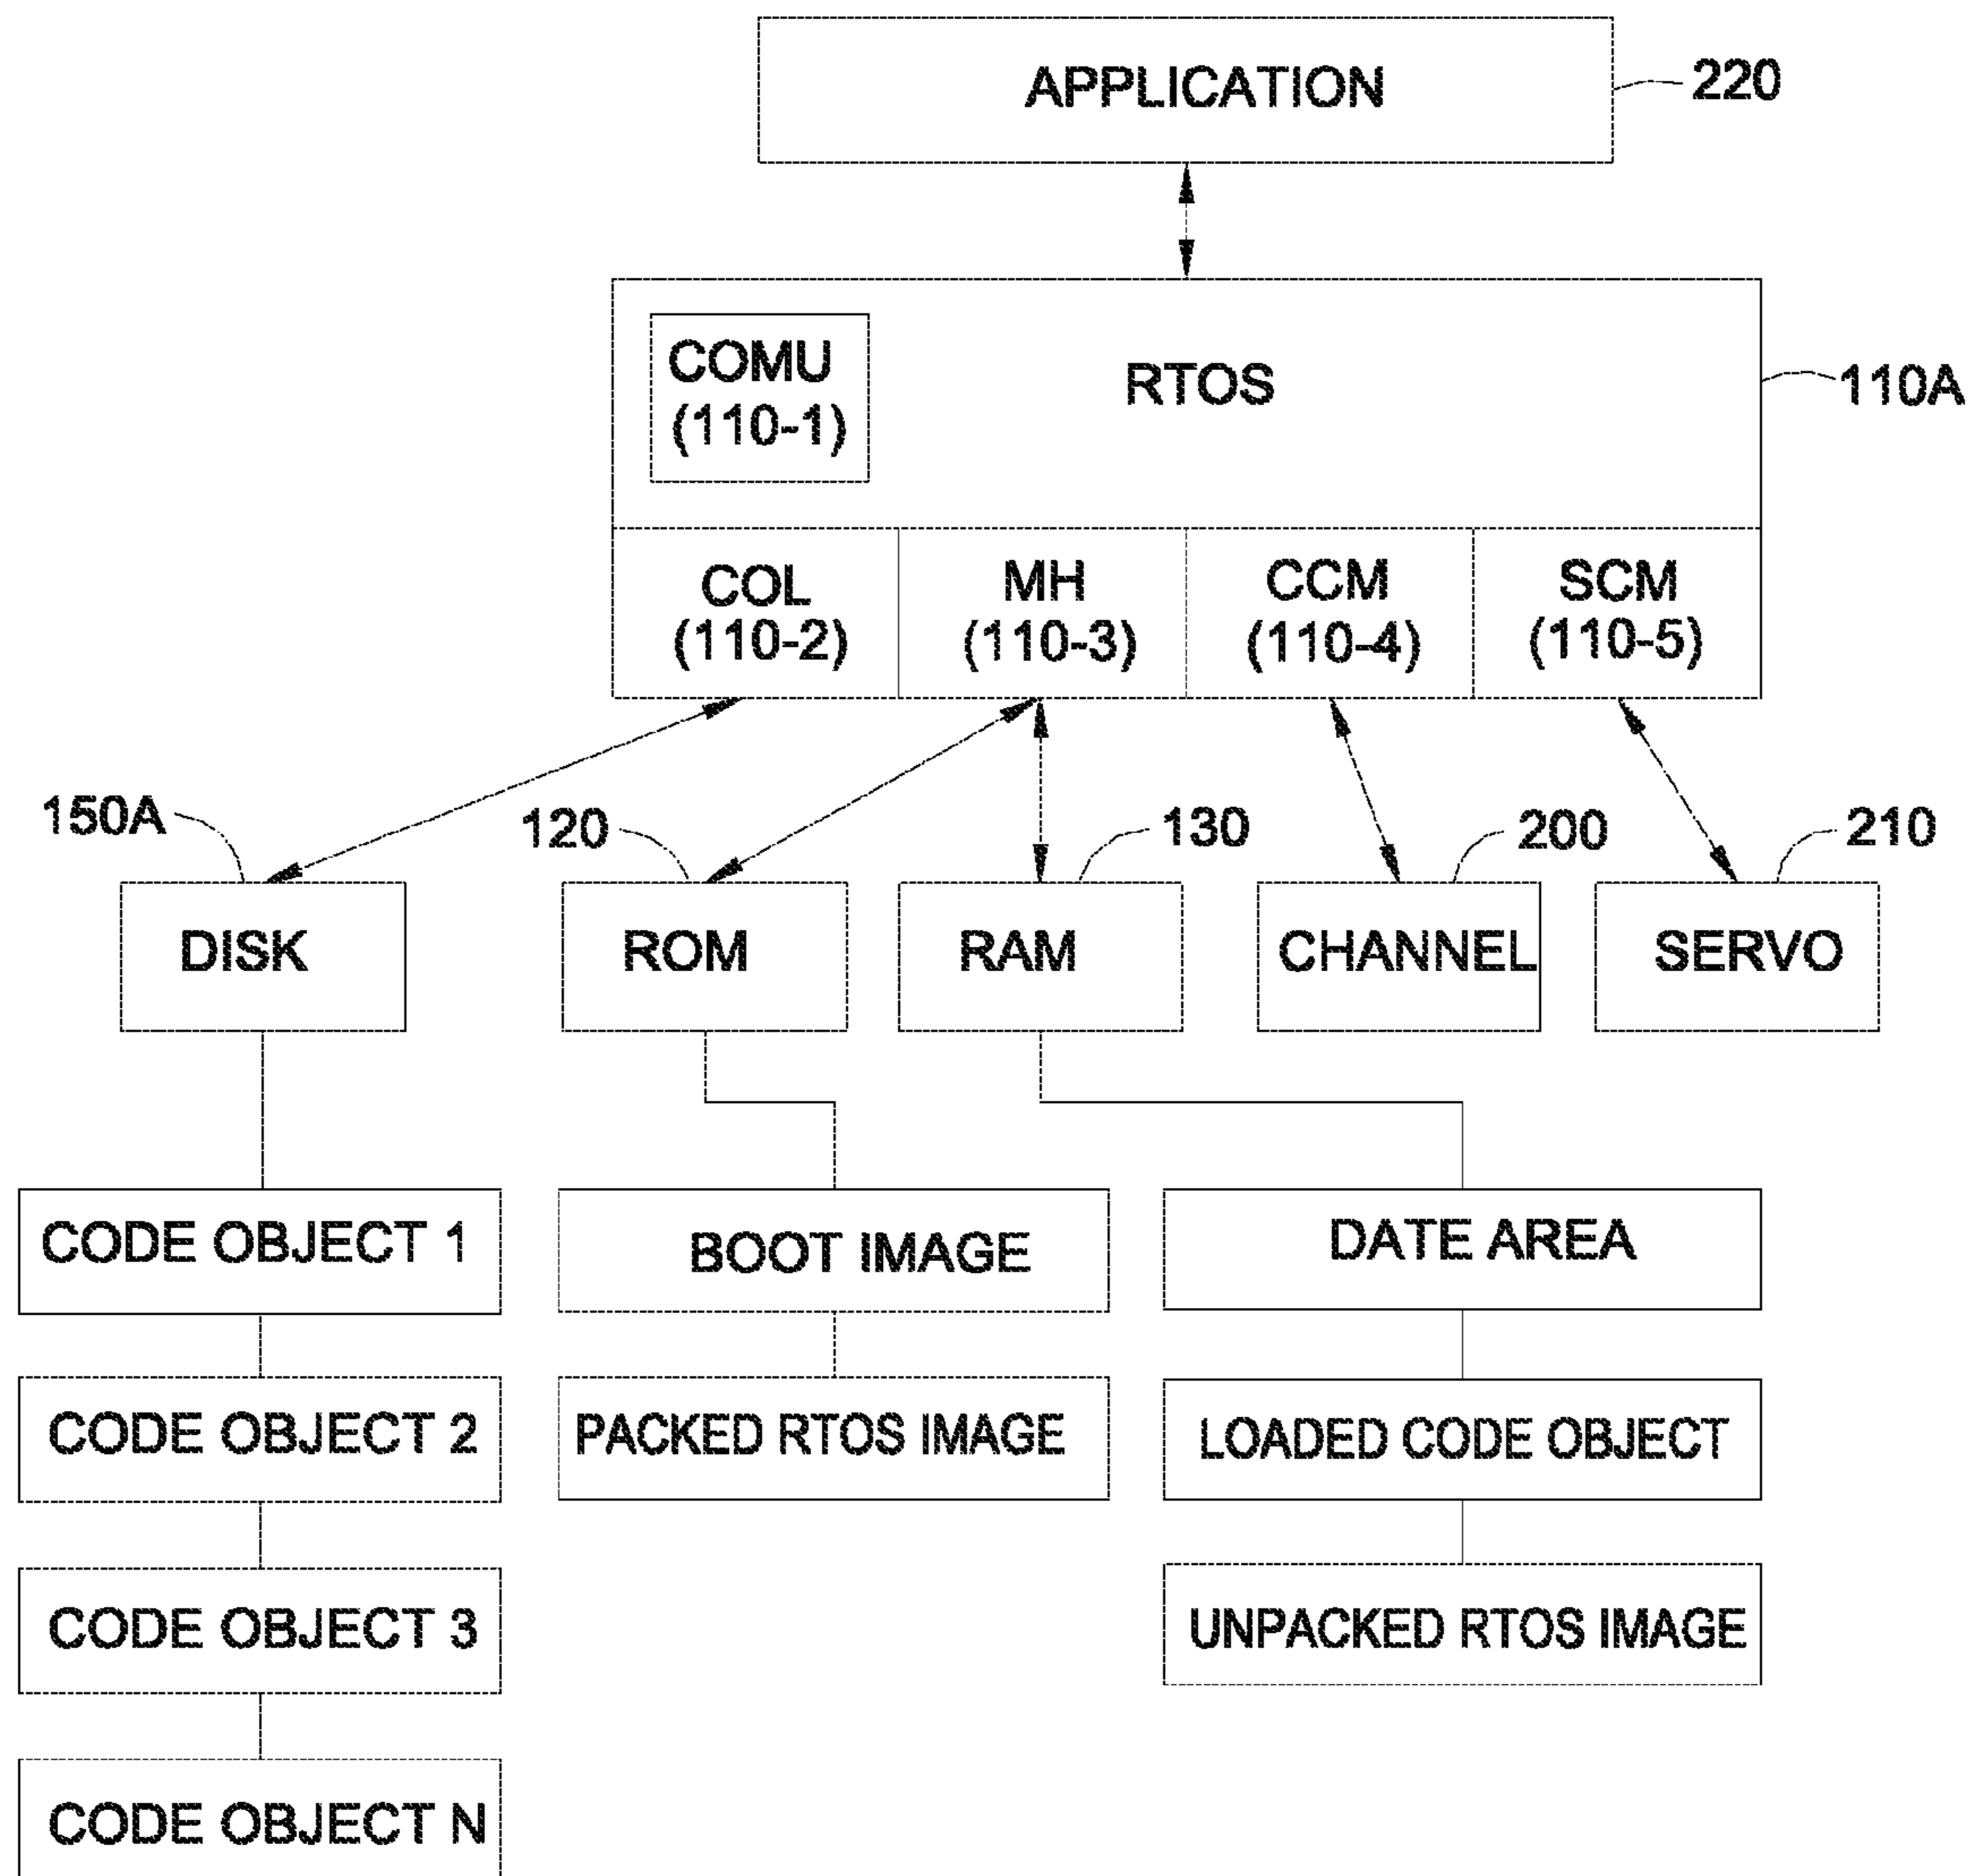 APPLICATION
220
COMU
(110-1)
RTOS
110A
COL
(110-2)
MH
(110-3)
CCM
(110-4)
SCM
(110-5)
150A
120
130
200
210
DISK
ROM
RAM
CHANNEL
SERVO
CODE OBJECT 1
BOOT IMAGE
DATE AREA
CODE OBJECT 2
PACKED RTOS IMAGE
LOADED CODE OBJECT
CODE OBJECT 3
UNPACKED RTOS IMAGE
CODE OBJECT N